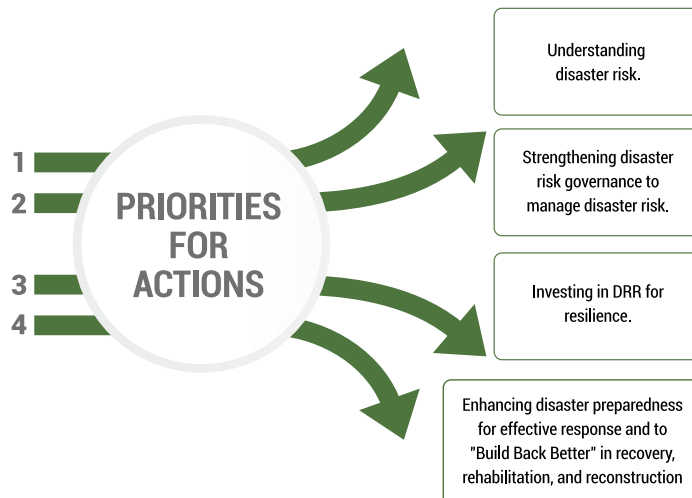 1
2
3
4
PRIORITIES
FOR
ACTIONS
Understanding
disaster risk.
Strengthening disaster
risk governance to
manage disaster risk.
Investing in DRR for
resilience.
Enhancing disaster preparedness
for effective response and to
"Build Back Better" in recovery,
rehabilitation, and reconstruction